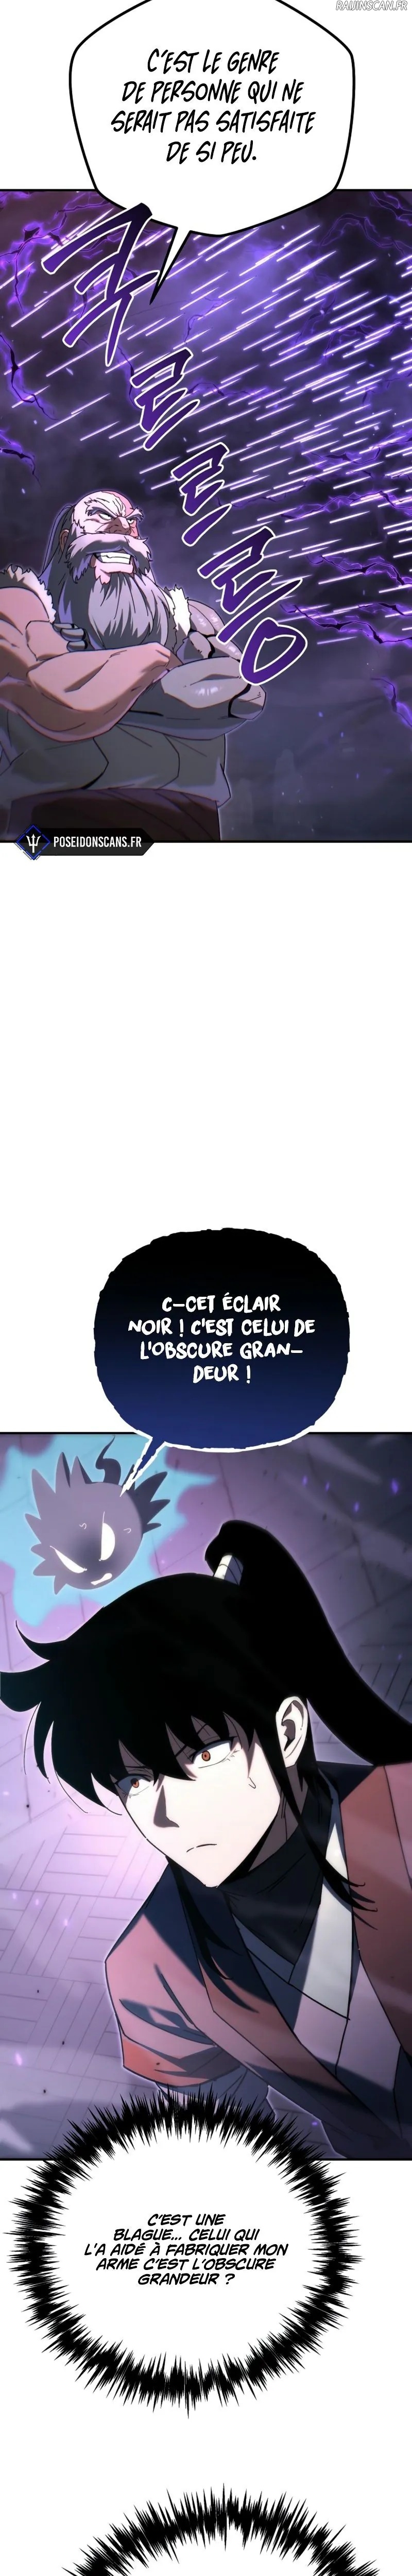 RAIJINSCAN.FR
C'EST LE GENRE
DE PERSONNE QUI NE
SERAIT PAS SATISFAITE
DE SI PEU.
쿠르르르릉
POSEIDONSCANS.FR
C-CET ÉCLAIR
NOIR ! C'EST CELUI DE
L'OBSCURE GRAN-
DEUR !
C'EST UNE
BLAGUE... CELUI QUI
L'A AIDÉ À FABRIQUER MON
ARME C'EST L'OBSCURE
GRANDEUR ?